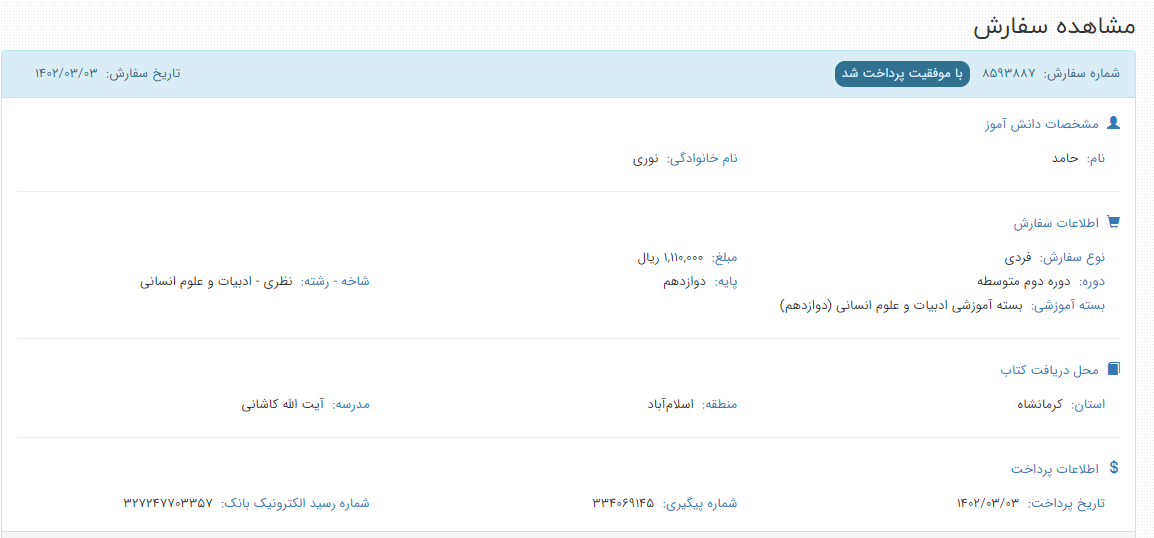 مشاهده سفارش
شماره سفارش: ۸۵۹۳۸۸۷ با موفقیت پرداخت شد تاریخ سفارش: ۱۴۰۲/۰۳/۰۳
مشخصات دانش آموز
نام: حامد نام خانوادگی: نوری
اطلاعات سفارش
نوع سفارش: فردی مبلغ: ۱,۱۱۰,۰۰۰ ریال
دوره: دوره دوم متوسطه پایه: دوازدهم شاخه - رشته: نظری - ادبیات و علوم انسانی
بسته آموزشی: بسته آموزشی ادبیات و علوم انسانی (دوازدهم)
محل دریافت کتاب
استان: کرمانشاه منطقه: اسلام‌آباد مدرسه: آیت الله کاشانی
اطلاعات پرداخت
تاریخ پرداخت: ۱۴۰۲/۰۳/۰۳ شماره پیگیری: ۳۳۴۰۶۹۱۴۵ شماره رسید الکترونیک بانک: ۳۲۷۲۴۷۷۰۳۳۵۷